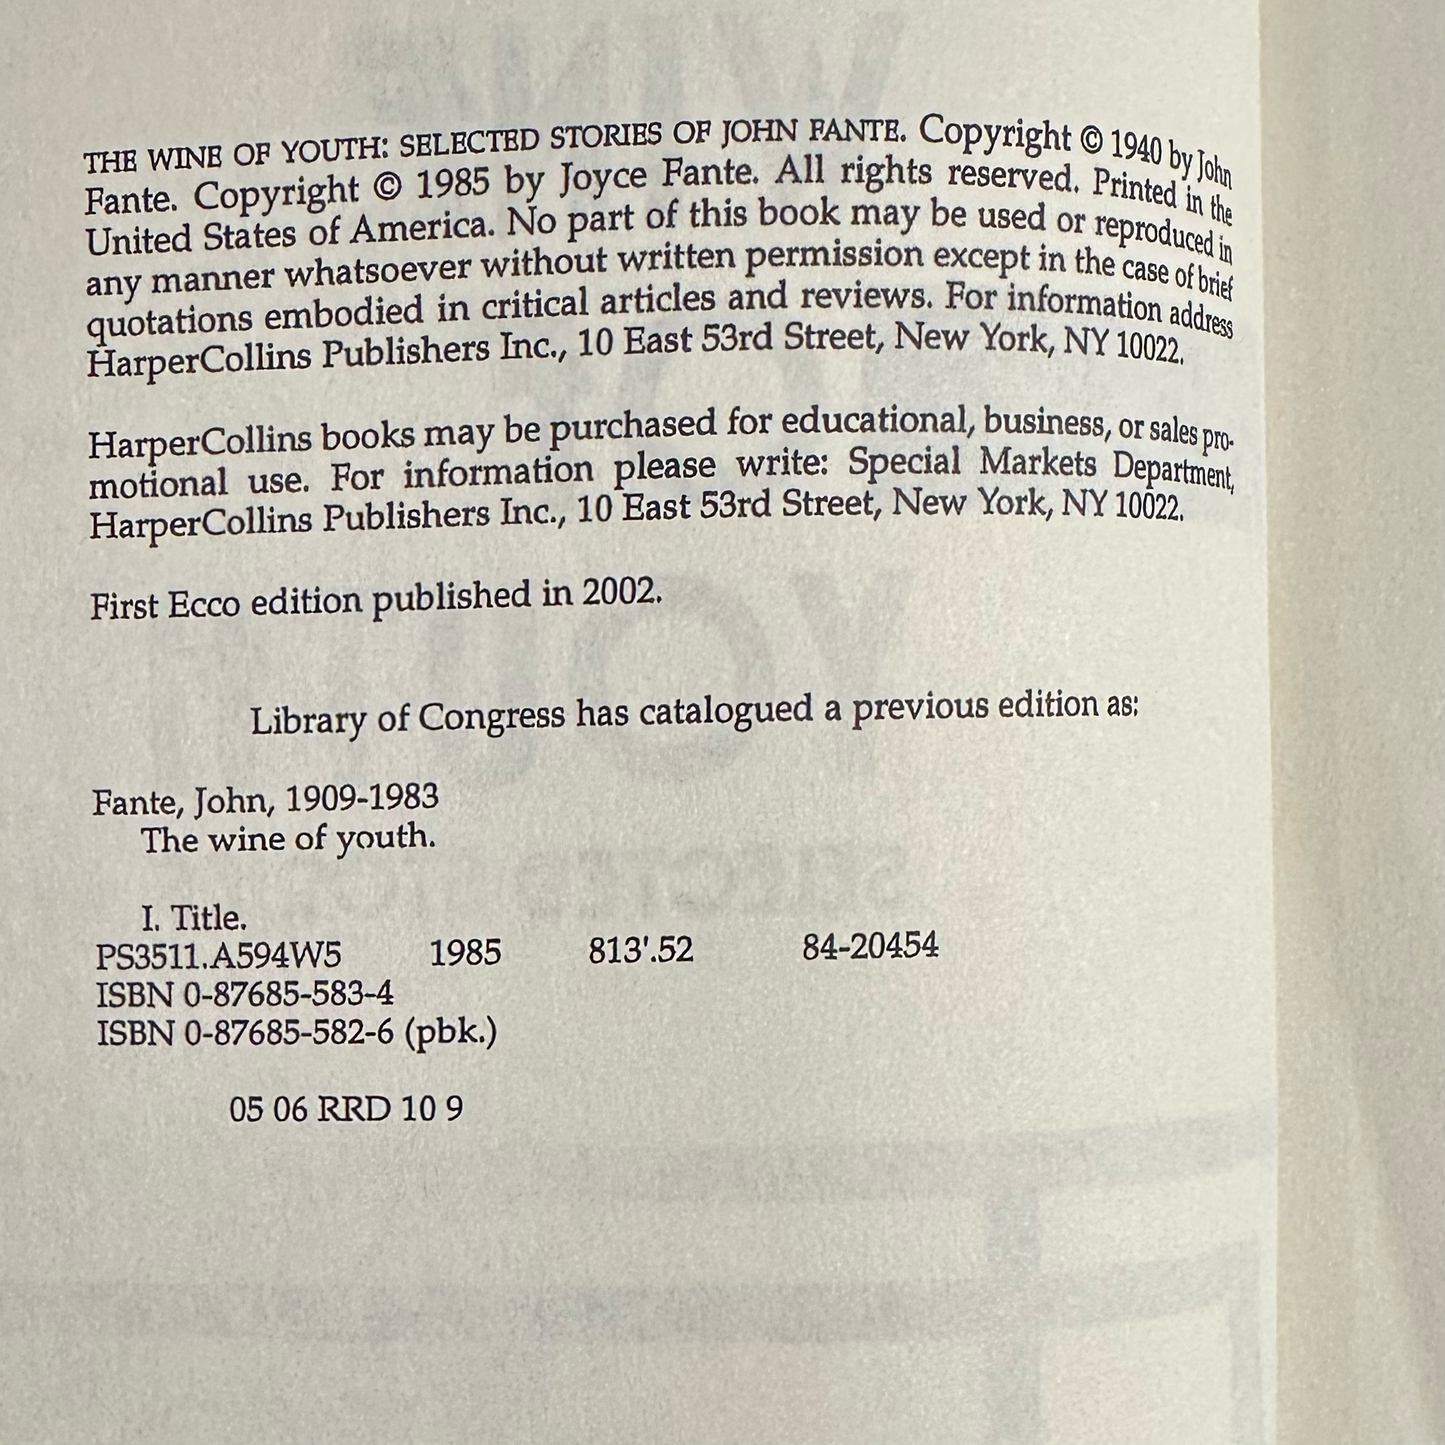 THE WINE OF YOUTH: SELECTED STORIES OF JOHN FANTE. Copyright © 1940 by John
Fante. Copyright © 1985 by Joyce Fante. All rights reserved. Printed in the
United States of America. No part of this book may be used or reproduced in
any manner whatsoever without written permission except in the case of brief
quotations embodied in critical articles and reviews. For information address
HarperCollins Publishers Inc., 10 East 53rd Street, New York, NY 10022.
HarperCollins books may be purchased for educational, business, or sales pro-
motional use. For information please write: Special Markets Department,
HarperCollins Publishers Inc., 10 East 53rd Street, New York, NY 10022.
First Ecco edition published in 2002.
Library of Congress has catalogued a previous edition as:
Fante, John, 1909-1983
The wine of youth.
I. Title.
PS3511.A594W5 1985 813'.52 84-20454
ISBN 0-87685-583-4
ISBN 0-87685-582-6 (pbk.)
05 06 RRD 10 9